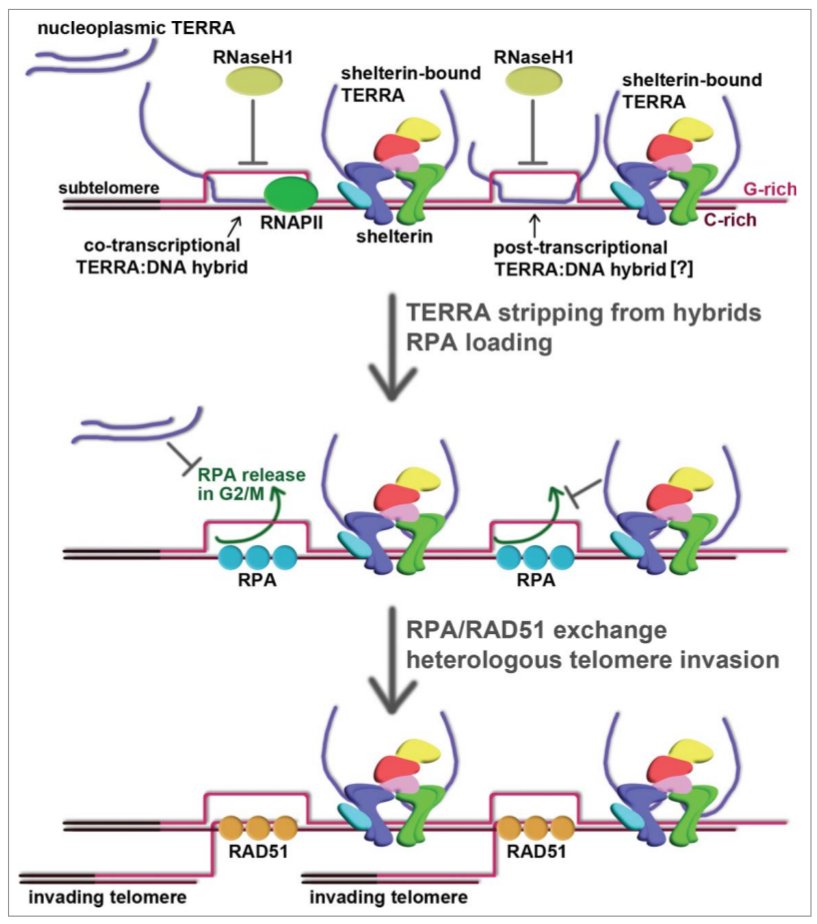 nucleoplasmic TERRA
RNaseH1
shelterin-bound
TERRA
RNaseH1
shelterin-bound
TERRA
subtelomere
G-rich
RNAPII
C-rich
shelterin
co-transcriptional
TERRA:DNA hybrid
post-transcriptional
TERRA:DNA hybrid [?]
TERRA stripping from hybrids
RPA loading
RPA release
in G2/M
RPA
RPA
RPA/RAD51 exchange
heterologous telomere invasion
RAD51
RAD51
invading telomere
invading telomere